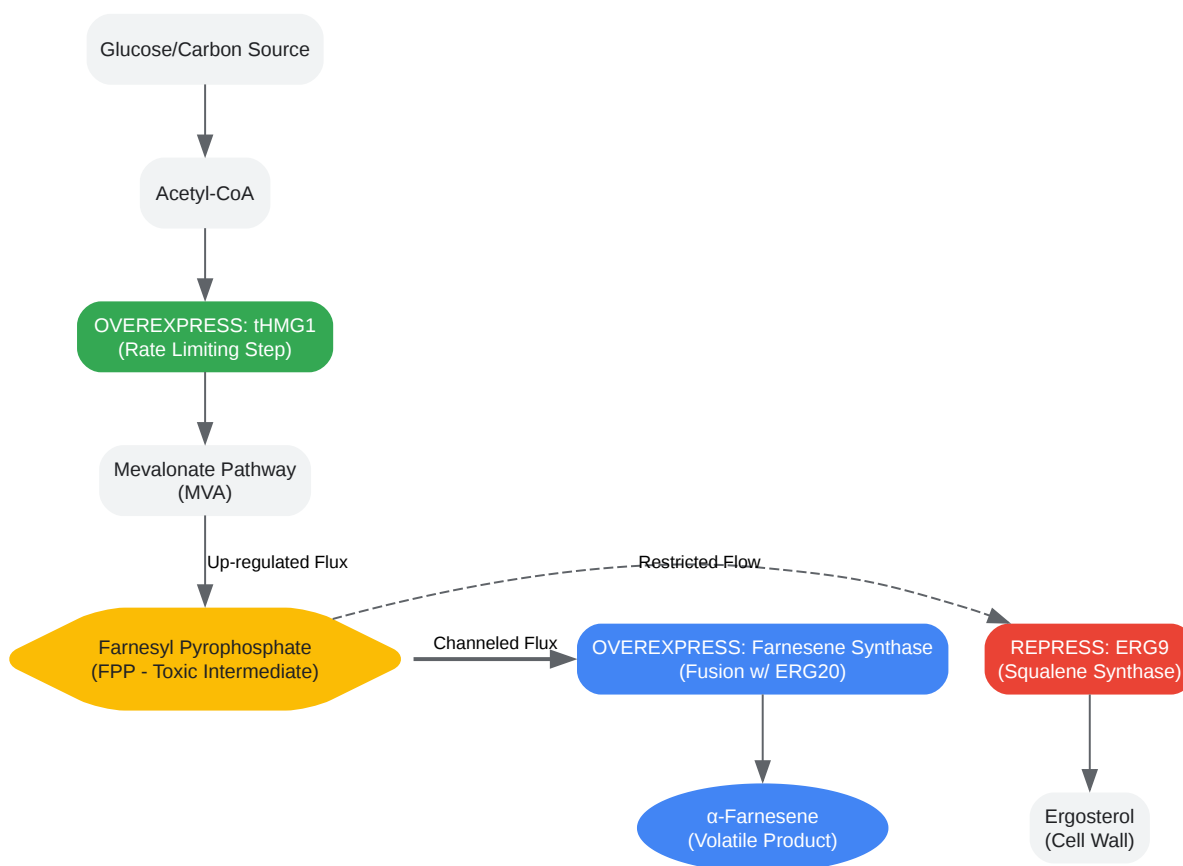 Glucose/Carbon Source
Acetyl-CoA
OVEREXPRESS: tHMG1
(Rate Limiting Step)
Mevalonate Pathway
(MVA)
Up-regulated Flux
Restricted Flow
Farnesyl Pyrophosphate
(FPP - Toxic Intermediate)
Channeled Flux
OVEREXPRESS: Farnesene Synthase
(Fusion w/ ERG20)
REPRESS: ERG9
(Squalene Synthase)
α-Farnesene
(Volatile Product)
Ergosterol
(Cell Wall)